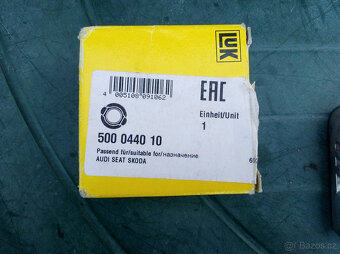 LUK
EAC
4 005108 091062
Einheit/Unit
1
500 0440 10
Passend für/suitable for/назначение
AUDI SEAT SKODA
bazos.cz